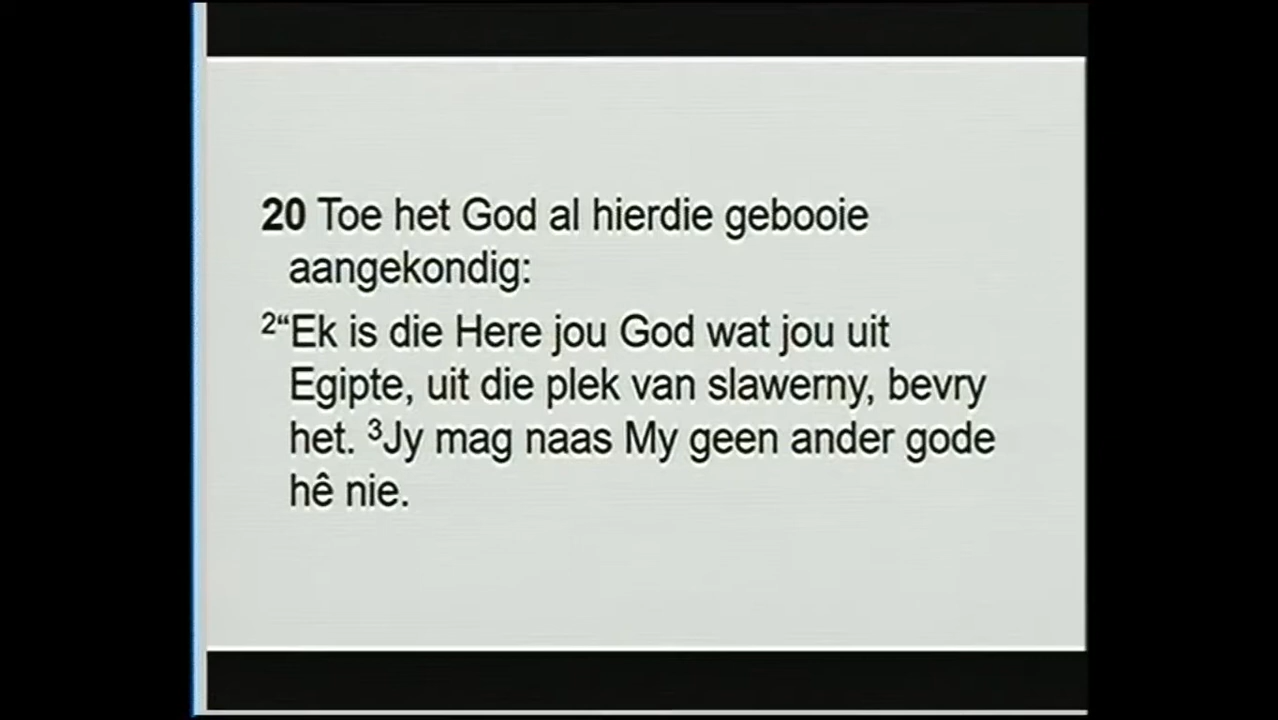 20 Toe het God al hierdie gebooie
aangekondig:
2“Ek is die Here jou God wat jou uit
Egipte, uit die plek van slawerny, bevry
het. 3Jy mag naas My geen ander gode
hê nie.